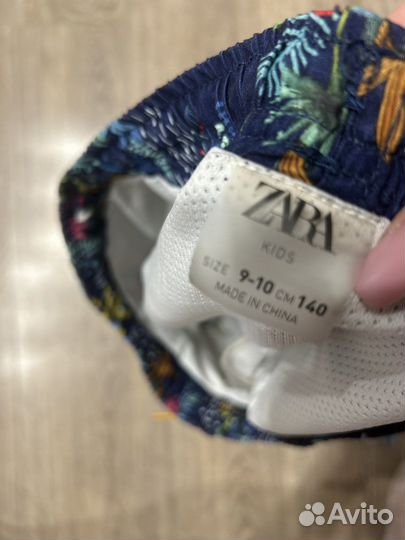 ZARA
KIDS
SIZE 9-10 CM 140
MADE IN CHINA
Avito